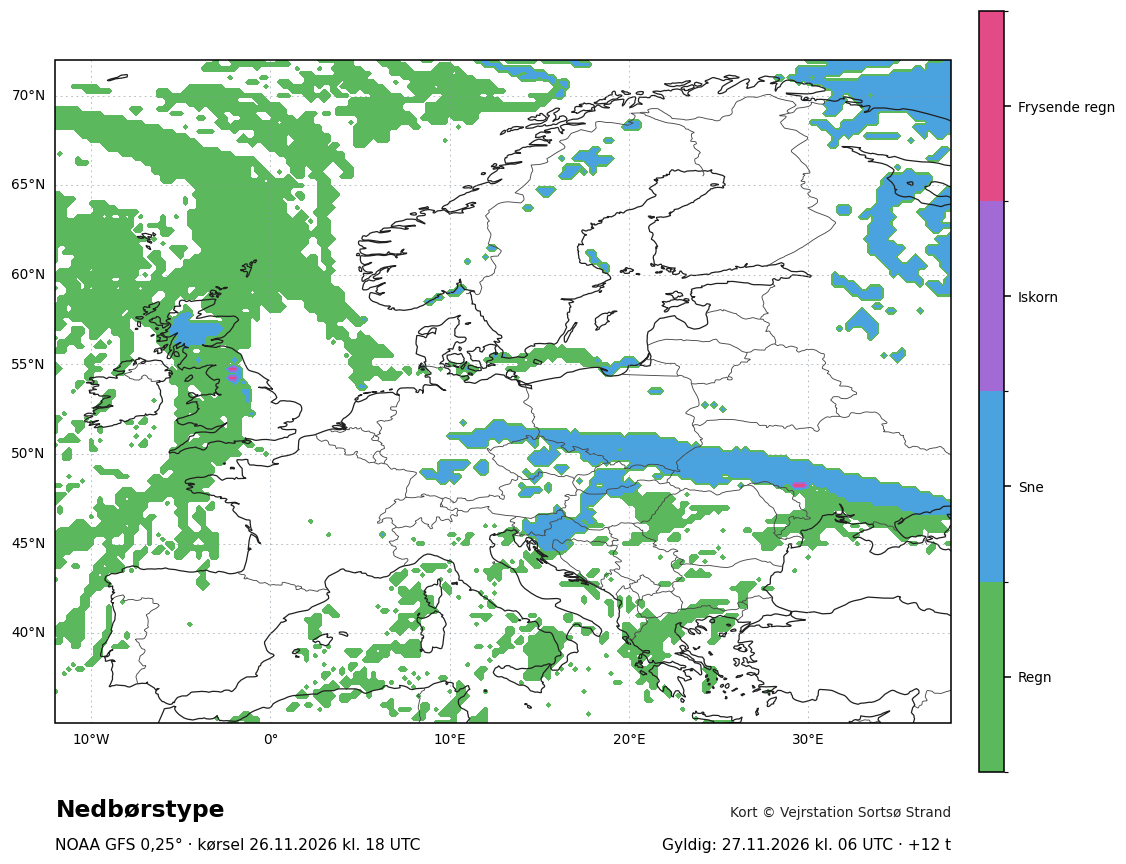 Frysende regn
Iskorn
Sne
Regn
70°N
65°N
60°N
55°N
50°N
45°N
40°N
10°W
0°
10°E
20°E
30°E
Nedbørstype
Kort © Vejrstation Sortsø Strand
NOAA GFS 0,25° · kørsel 26.11.2026 kl. 18 UTC
Gyldig: 27.11.2026 kl. 06 UTC · +12 t